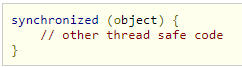 synchronized (object) {
    // other thread safe code
}